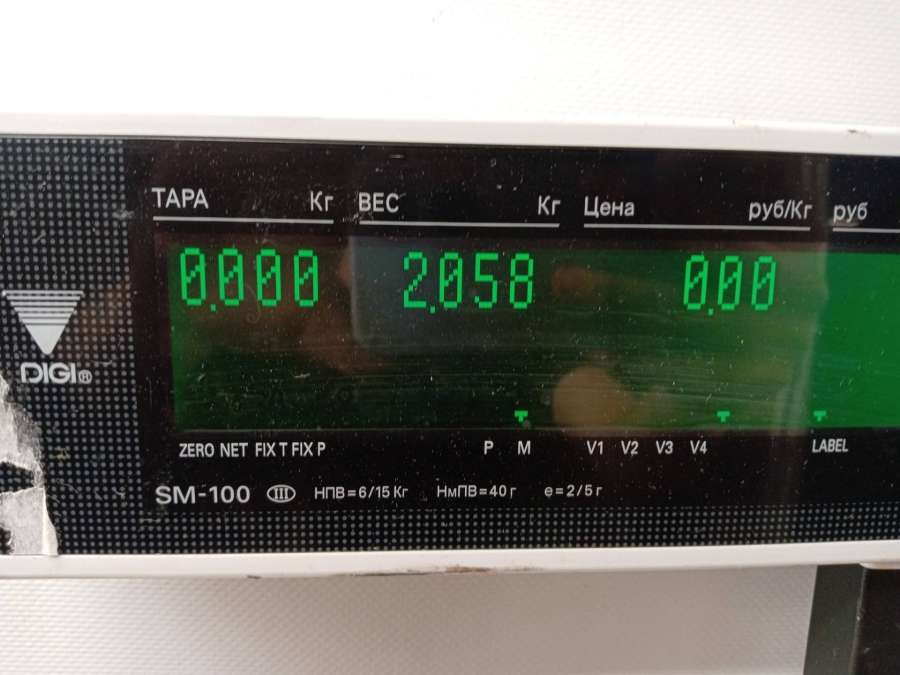 ТАРА Кг ВЕС Кг Цена руб/Кг руб
0.000 2.058 0.00
DIGI®
ZERO NET FIX T FIX P P M V1 V2 V3 V4 LABEL
SM-100 III НПВ=6/15 Кг НмПВ=40 г е=2/5 г